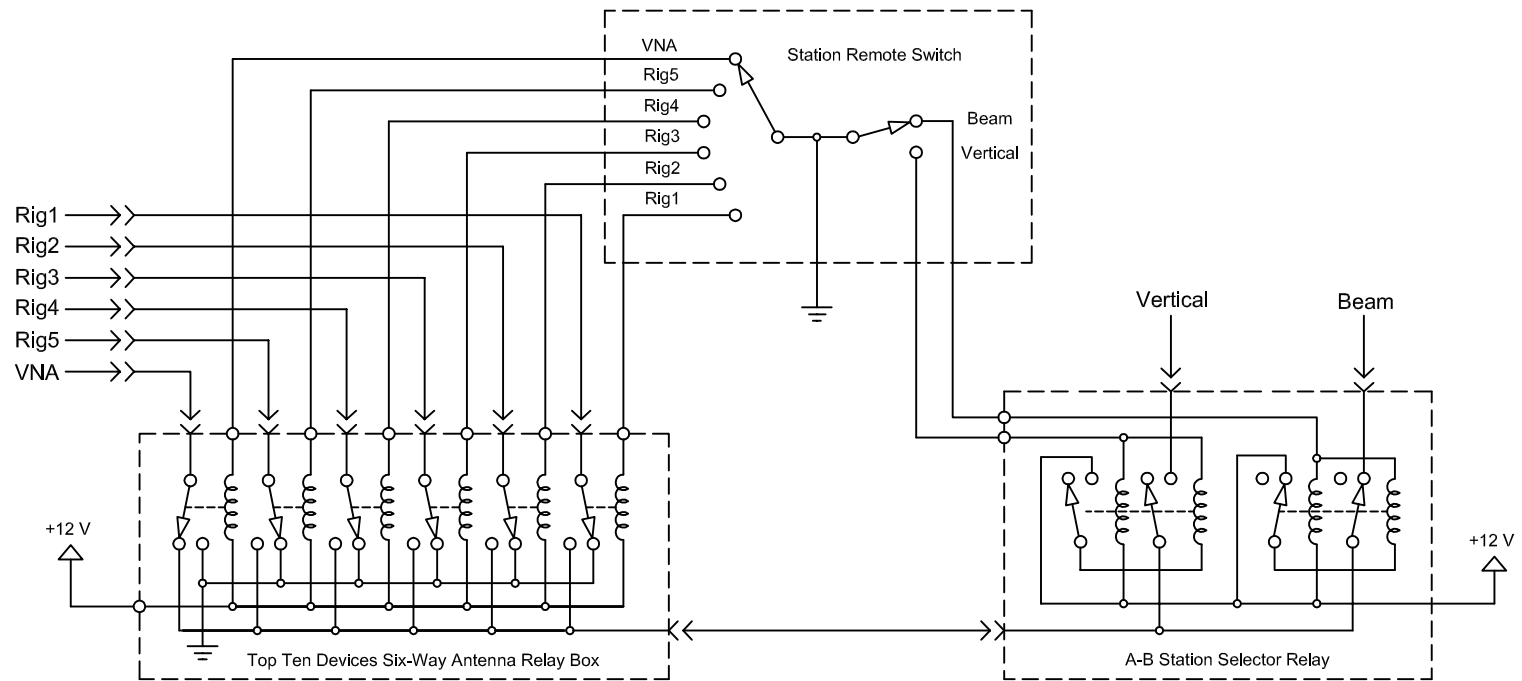 VNA
Station Remote Switch
Rig5
Rig4
Beam
Rig3
Vertical
Rig2
Rig1
Rig1
Rig2
Rig3
Rig4
Rig5
VNA
Vertical
Beam
+12 V
+12 V
Top Ten Devices Six-Way Antenna Relay Box
A-B Station Selector Relay